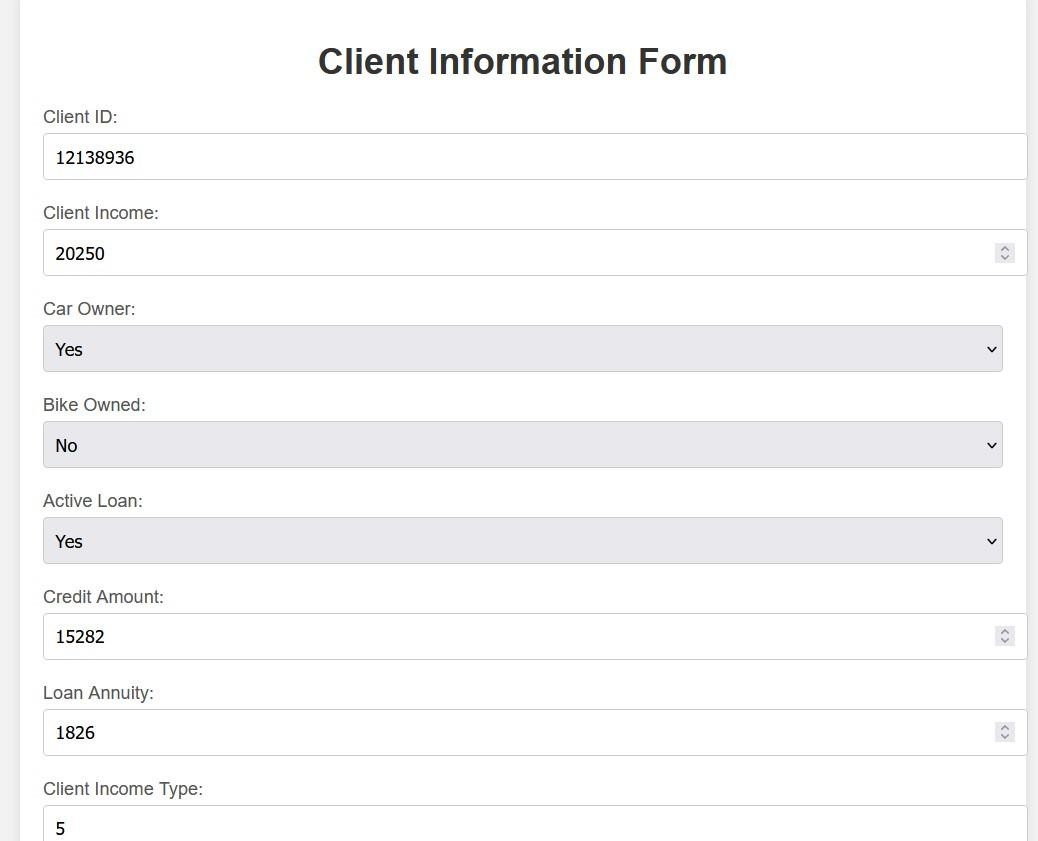 Client Information Form
Client ID:
12138936
Client Income:
20250
Car Owner:
Yes
Bike Owned:
No
Active Loan:
Yes
Credit Amount:
15282
Loan Annuity:
1826
Client Income Type:
5